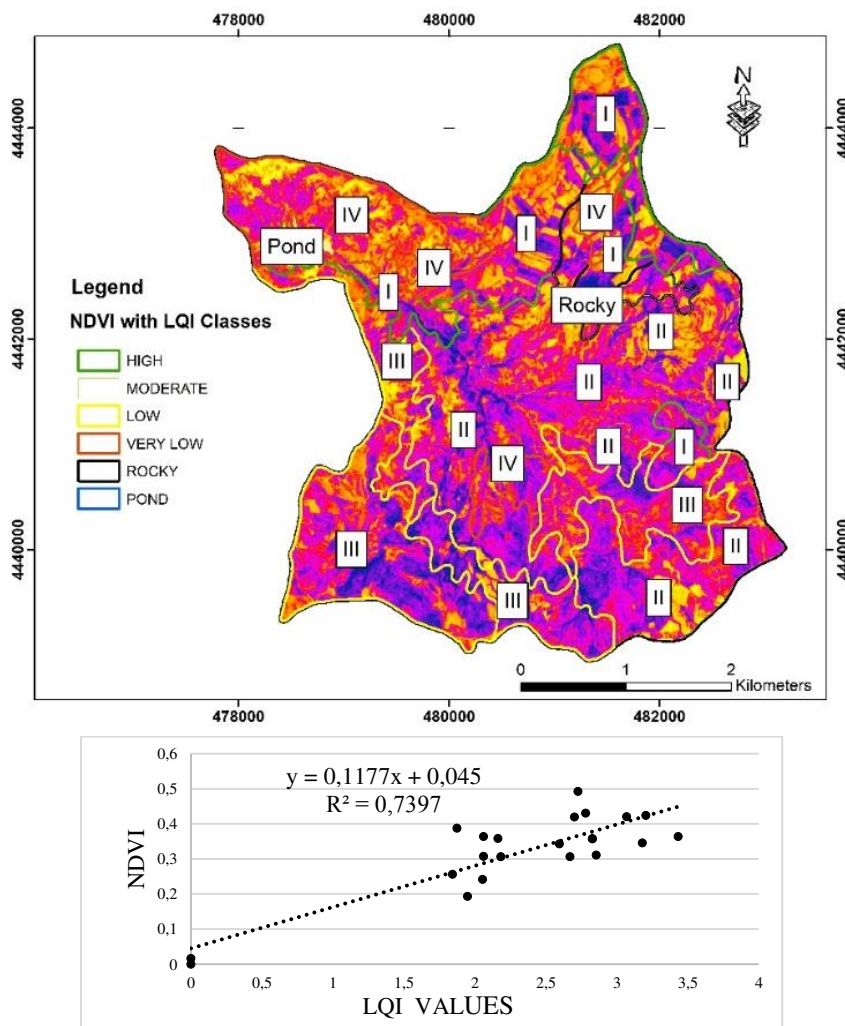 478000 480000 482000
N
4444000 4444000
I
IV IV
I
Pond
I
IV
I
Rocky
Legend
NDVI with LQI Classes
4442000 4442000
II
HIGH
III
II II
MODERATE
LOW
II
VERY LOW
II I
IV
ROCKY
III
POND
4440000 4440000
III II
III II
0 1 2
Kilometers
478000 480000 482000
0,6
y = 0,1177x + 0,045
R² = 0,7397
0,5
0,4
NDVI
0,3
0,2
0,1
0
0 0,5 1 1,5 2 2,5 3 3,5 4
LQI VALUES